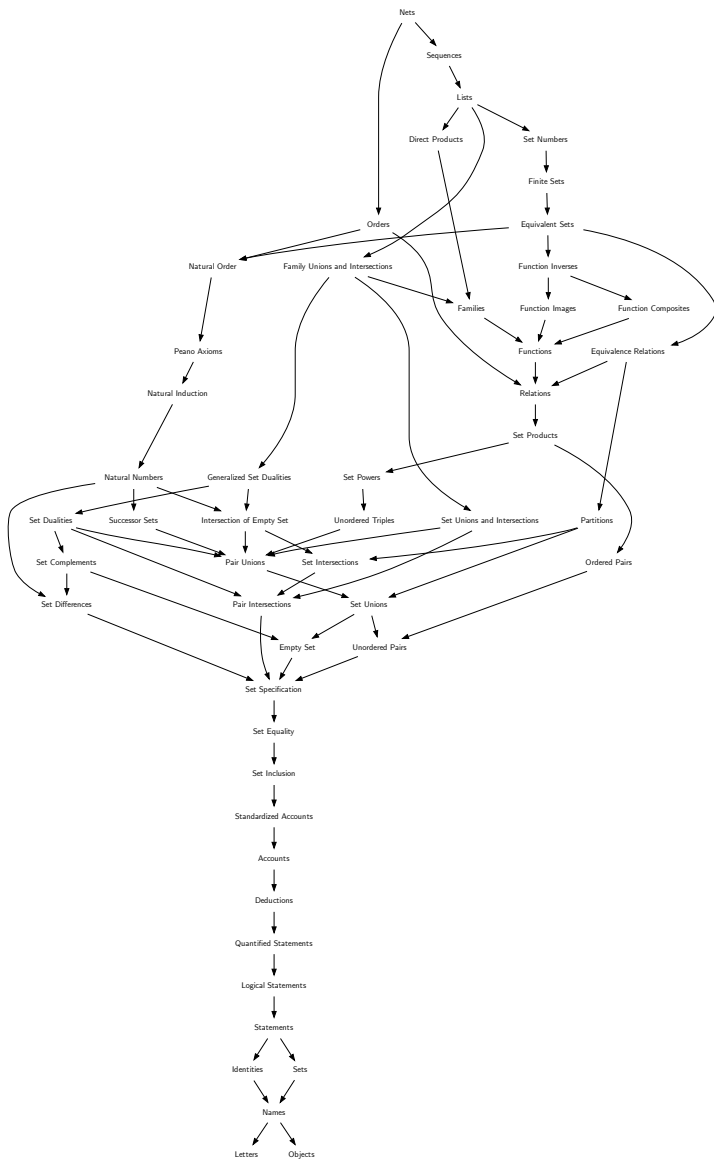 Nets
Sequences
Lists
Direct Products
Set Numbers
Finite Sets
Orders
Equivalent Sets
Natural Order
Family Unions and Intersections
Function Inverses
Families
Function Images
Function Composites
Peano Axioms
Functions
Equivalence Relations
Natural Induction
Relations
Set Products
Natural Numbers
Generalized Set Dualities
Set Powers
Set Dualities
Successor Sets
Intersection of Empty Set
Unordered Triples
Set Unions and Intersections
Partitions
Set Complements
Pair Unions
Set Intersections
Ordered Pairs
Set Differences
Pair Intersections
Set Unions
Empty Set
Unordered Pairs
Set Specification
Set Equality
Set Inclusion
Standardized Accounts
Accounts
Deductions
Quantified Statements
Logical Statements
Statements
Identities
Sets
Names
Letters
Objects